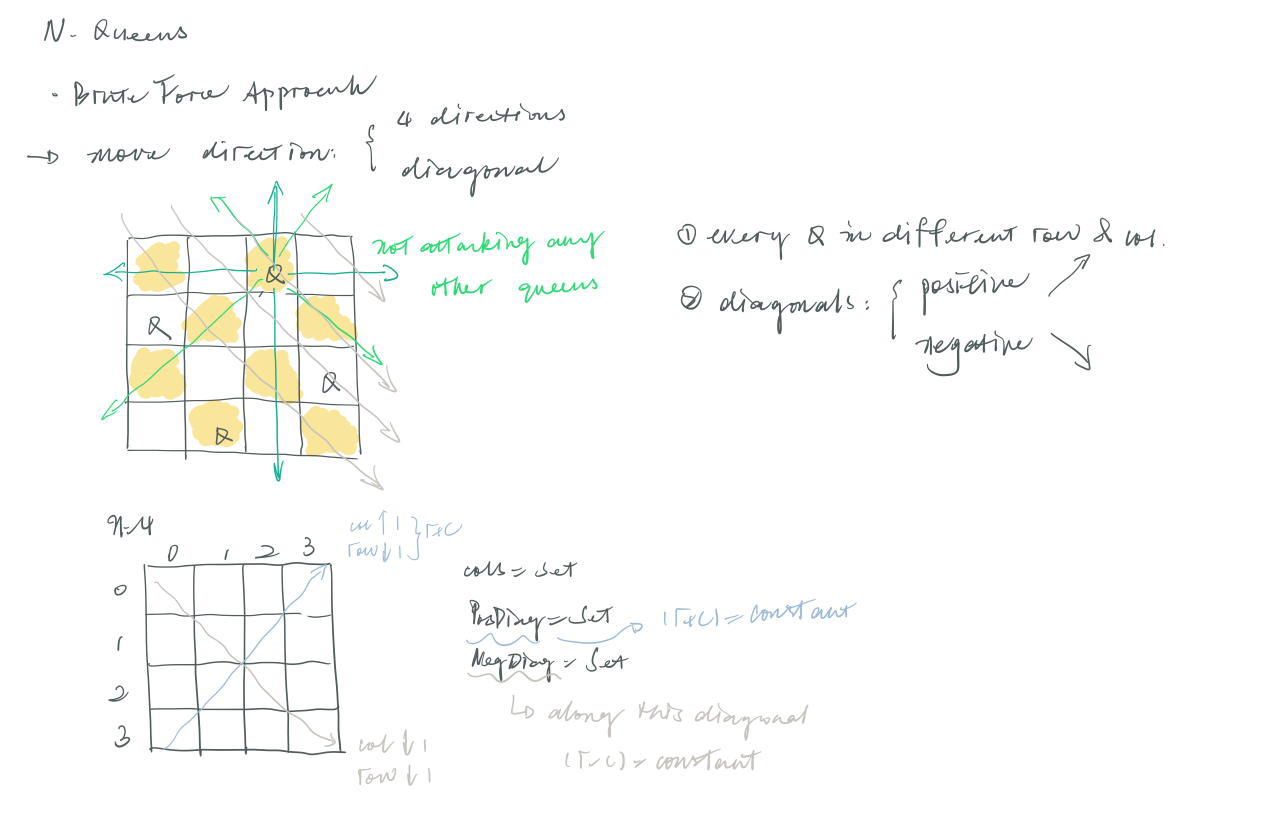 N- Queens
· Brute Force Approach
→ move direction: { 4 directions
diagonal
not attacking any
other queens
Q
Q
Q
Q
① every Q in different row & col.
② diagonals: { positive
negative
n=4
0 1 2 3
0
1
2
3
col ↑ 1
row ↓ 1 } r+c
cols = set
PosDiag = Set → (r+c) = constant
NegDiag = Set
↳ along this diagonal
(r-c) = constant
col ↓ 1
row ↓ 1